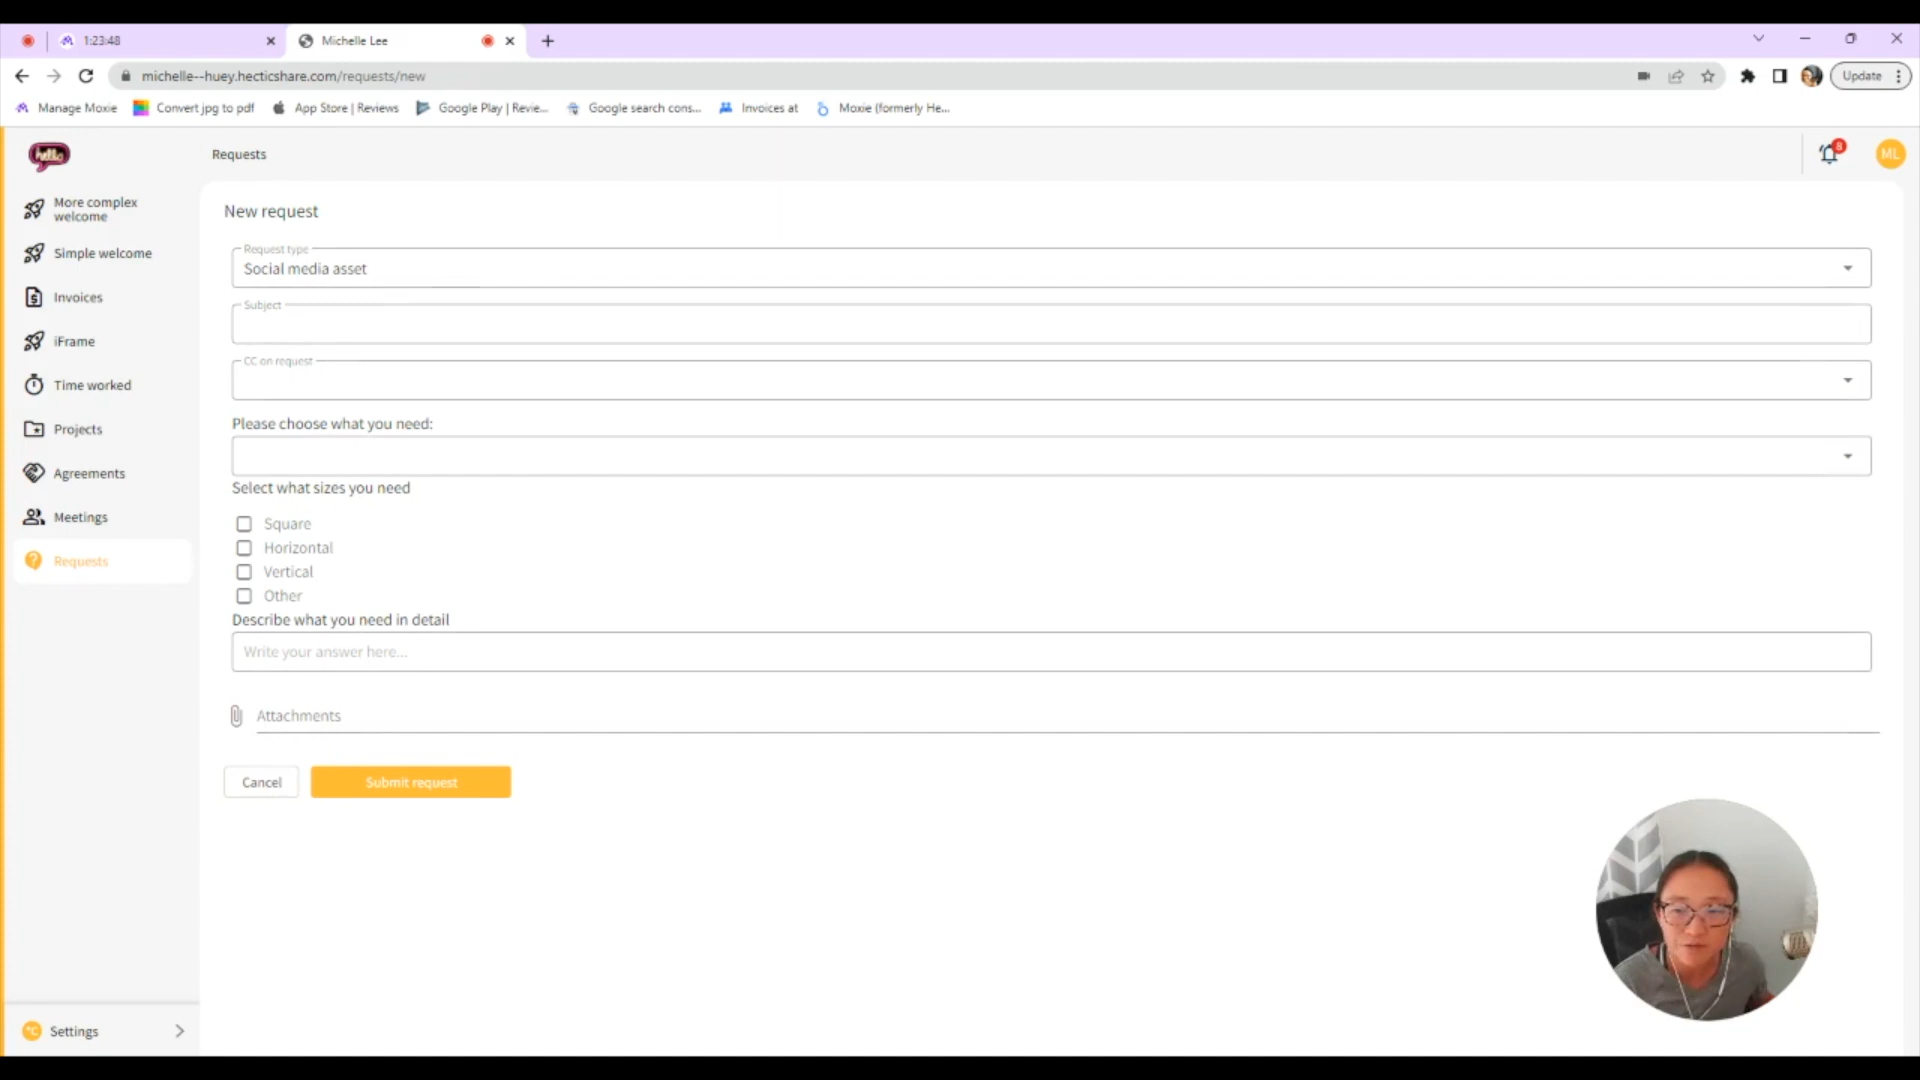 1:23:48
Michelle Lee
michelle--huey.hecticshare.com/requests/new
Update
Manage Moxie
Convert jpg to pdf
App Store | Reviews
Google Play | Revie...
Google search cons...
Invoices at
Moxie (formerly He...
hello
Requests
8
ML
More complex
welcome
Simple welcome
Invoices
iFrame
Time worked
Projects
Agreements
Meetings
Requests
Settings
New request
Request type
Social media asset
Subject
CC on request
Please choose what you need:
Select what sizes you need
Square
Horizontal
Vertical
Other
Describe what you need in detail
Write your answer here...
Attachments
Cancel
Submit request